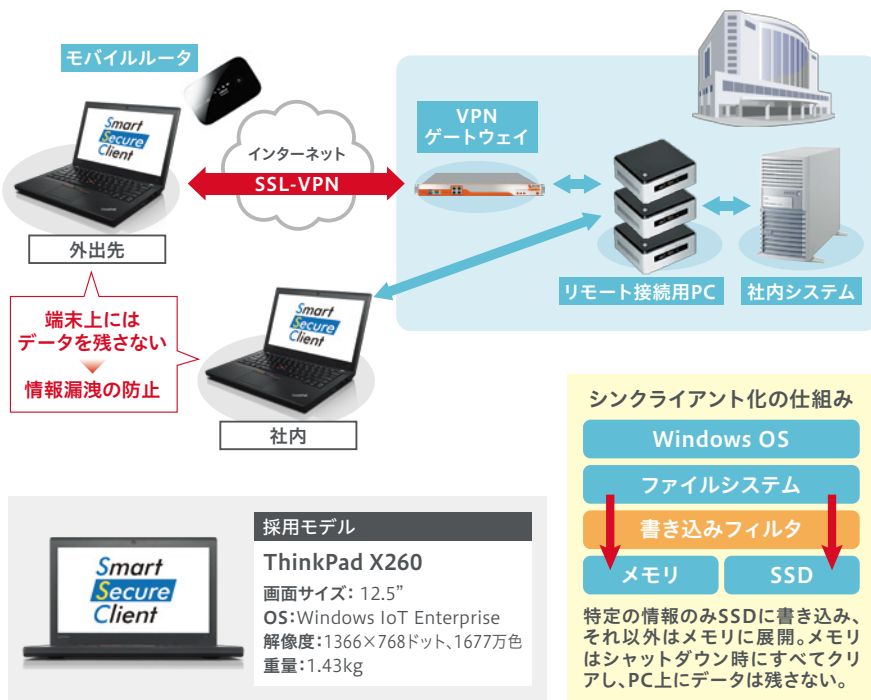 モバイルルータ
Smart
Secure
Client
インターネット
SSL-VPN
VPN
ゲートウェイ
外出先
リモート接続用PC
社内システム
端末上には
データを残さない
情報漏洩の防止
Smart
Secure
Client
社内
シンクライアント化の仕組み
Windows OS
ファイルシステム
書き込みフィルタ
メモリ
SSD
特定の情報のみSSDに書き込み、
それ以外はメモリに展開。メモリ
はシャットダウン時にすべてクリ
アし、PC上にデータは残さない。
Smart
Secure
Client
採用モデル
ThinkPad X260
画面サイズ：12.5”
OS：Windows IoT Enterprise
解像度：1366×768ドット、1677万色
重量：1.43kg